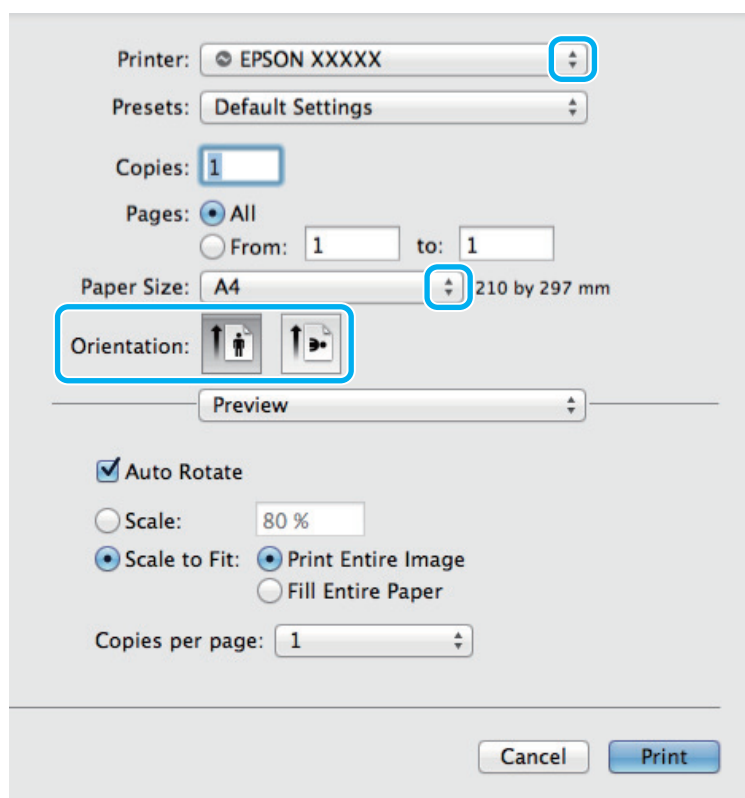 Printer: EPSON XXXXX
Presets: Default Settings
Copies: 1
Pages: All
From: 1 to: 1
Paper Size: A4 210 by 297 mm
Orientation:
Preview
Auto Rotate
Scale: 80 %
Scale to Fit: Print Entire Image
Fill Entire Paper
Copies per page: 1
Cancel Print